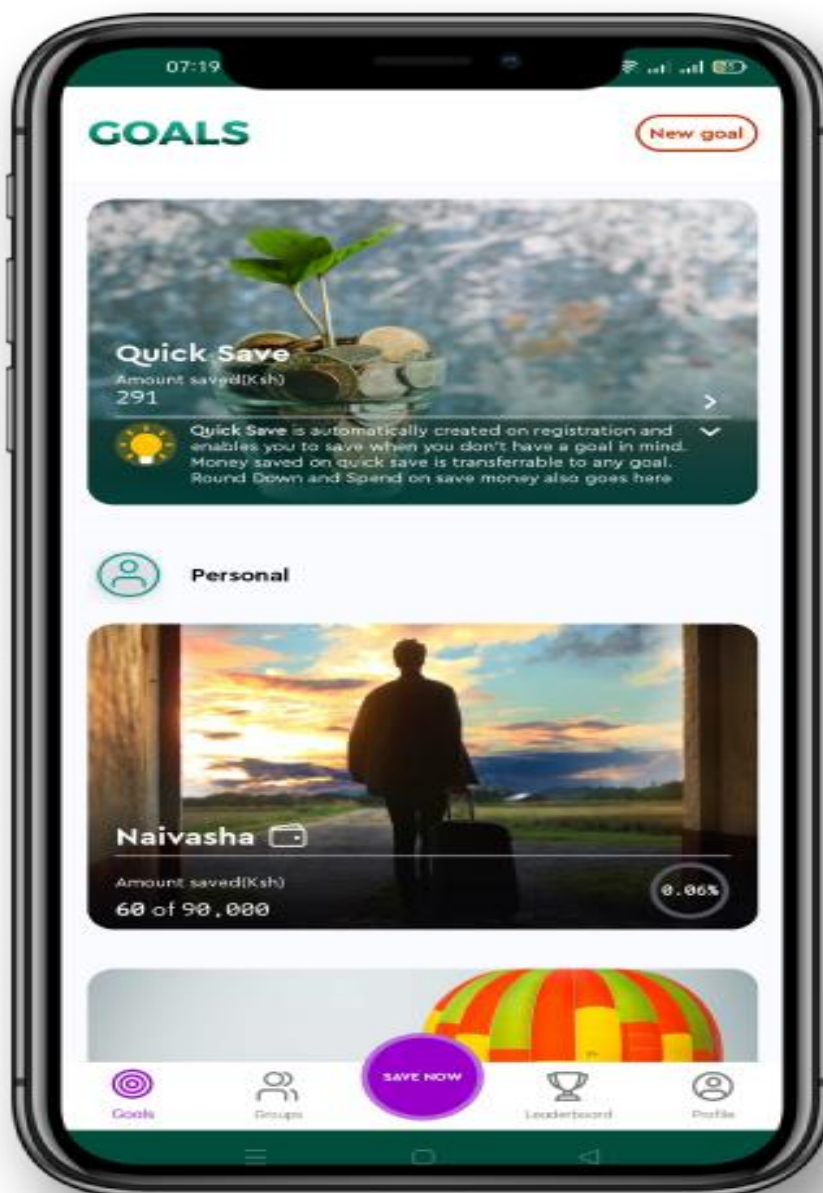 07:19
GOALS
New goal
Quick Save
Amount saved(Ksh)
291
Quick Save is automatically created on registration and
enables you to save when you don't have a goal in mind.
Money saved on quick save is transferrable to any goal.
Round Down and Spend on save money also goes here
Personal
Naivasha
Amount saved(Ksh)
60 of 90,000
0.06%
SAVE NOW
Goals
Groups
Leaderboard
Profile